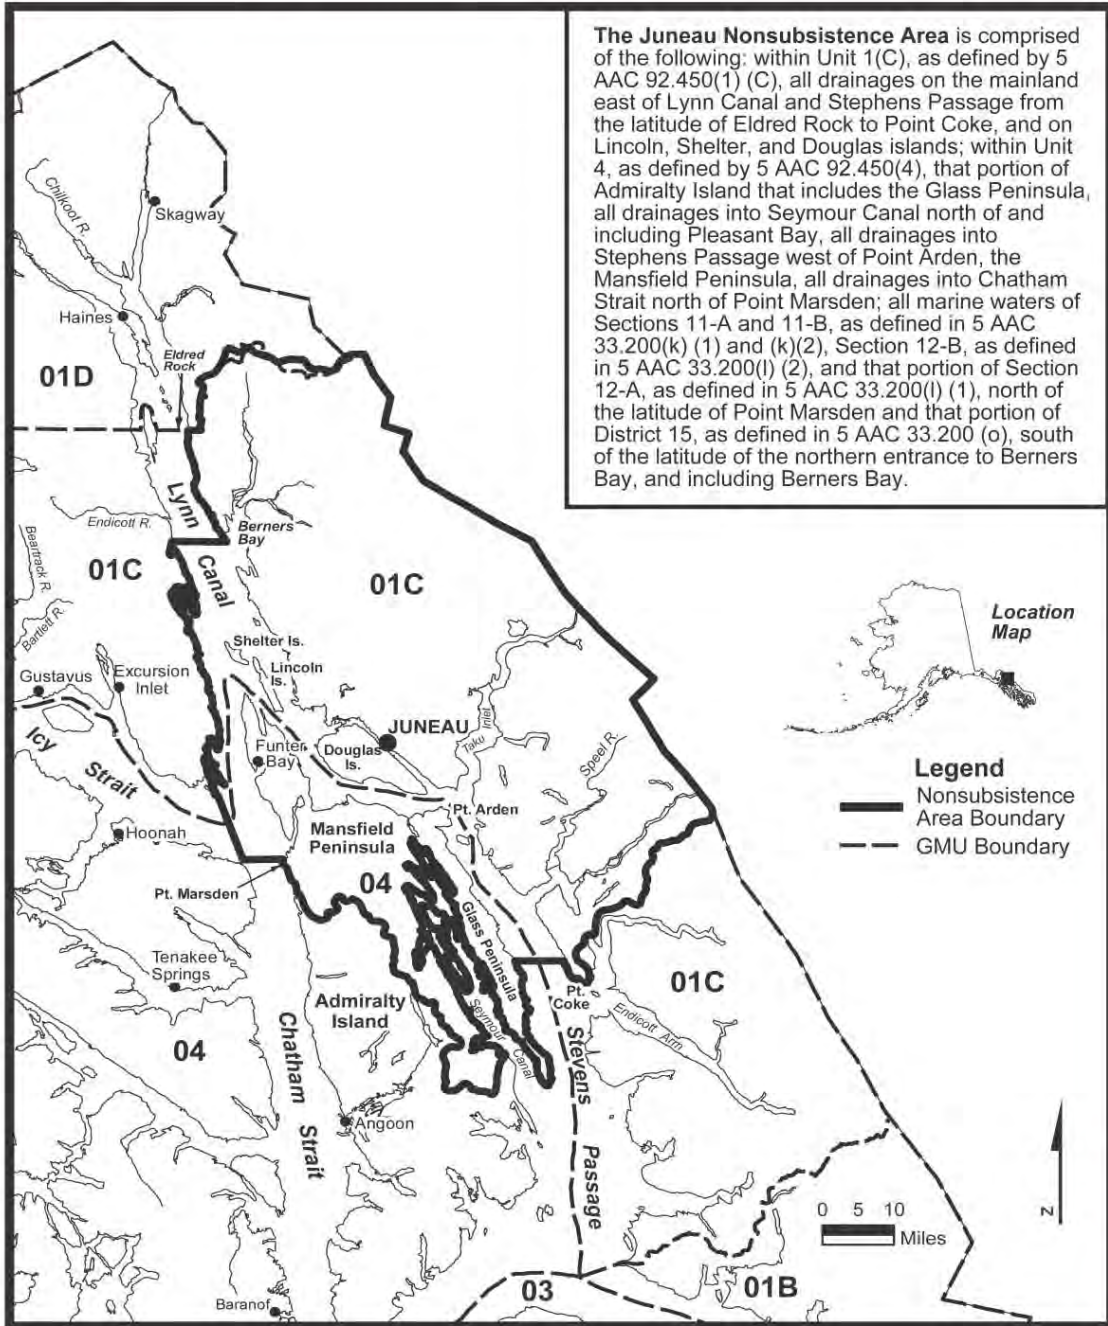 The Juneau Nonsubsistence Area is comprised
of the following: within Unit 1(C), as defined by 5
AAC 92.450(1) (C), all drainages on the mainland
east of Lynn Canal and Stephens Passage from
the latitude of Eldred Rock to Point Coke, and on
Lincoln, Shelter, and Douglas islands; within Unit
4, as defined by 5 AAC 92.450(4), that portion of
Admiralty Island that includes the Glass Peninsula,
all drainages into Seymour Canal north of and
including Pleasant Bay, all drainages into
Stephens Passage west of Point Arden, the
Mansfield Peninsula, all drainages into Chatham
Strait north of Point Marsden; all marine waters of
Sections 11-A and 11-B, as defined in 5 AAC
33.200(k) (1) and (k)(2), Section 12-B, as defined
in 5 AAC 33.200(l) (2), and that portion of Section
12-A, as defined in 5 AAC 33.200(l) (1), north of
the latitude of Point Marsden and that portion of
District 15, as defined in 5 AAC 33.200 (o), south
of the latitude of the northern entrance to Berners
Bay, and including Berners Bay.
Chilkoot R.
Skagway
Haines
Eldred
Rock
01D
Lynn
Canal
Endicott R.
Berners
Bay
Beartrack R.
01C
01C
Bartlett R.
Shelter Is.
Lincoln
Is.
Gustavus
Excursion
Inlet
JUNEAU
Taku Inlet
Icy
Strait
Funter
Bay
Douglas
Is.
Speel R.
Pt. Arden
Hoonah
Mansfield
Peninsula
Pt. Marsden
04
Glass Peninsula
Tenakee
Springs
Admiralty
Island
Seymour Canal
Pt.
Coke
01C
Endicott Arm
04
Chatham
Strait
Stevens
Passage
Angoon
Baranof
03
01B
Location
Map
Legend
Nonsubsistence
Area Boundary
GMU Boundary
0 5 10
Miles
N